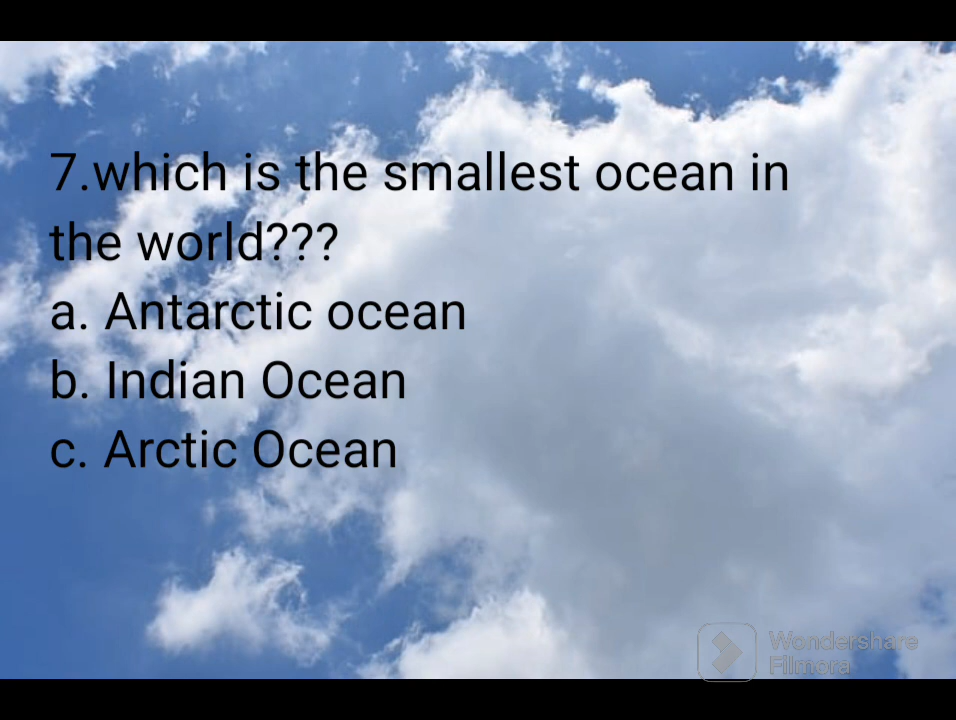 7.which is the smallest ocean in
the world???
a. Antarctic ocean
b. Indian Ocean
c. Arctic Ocean
Wondershare
Filmora